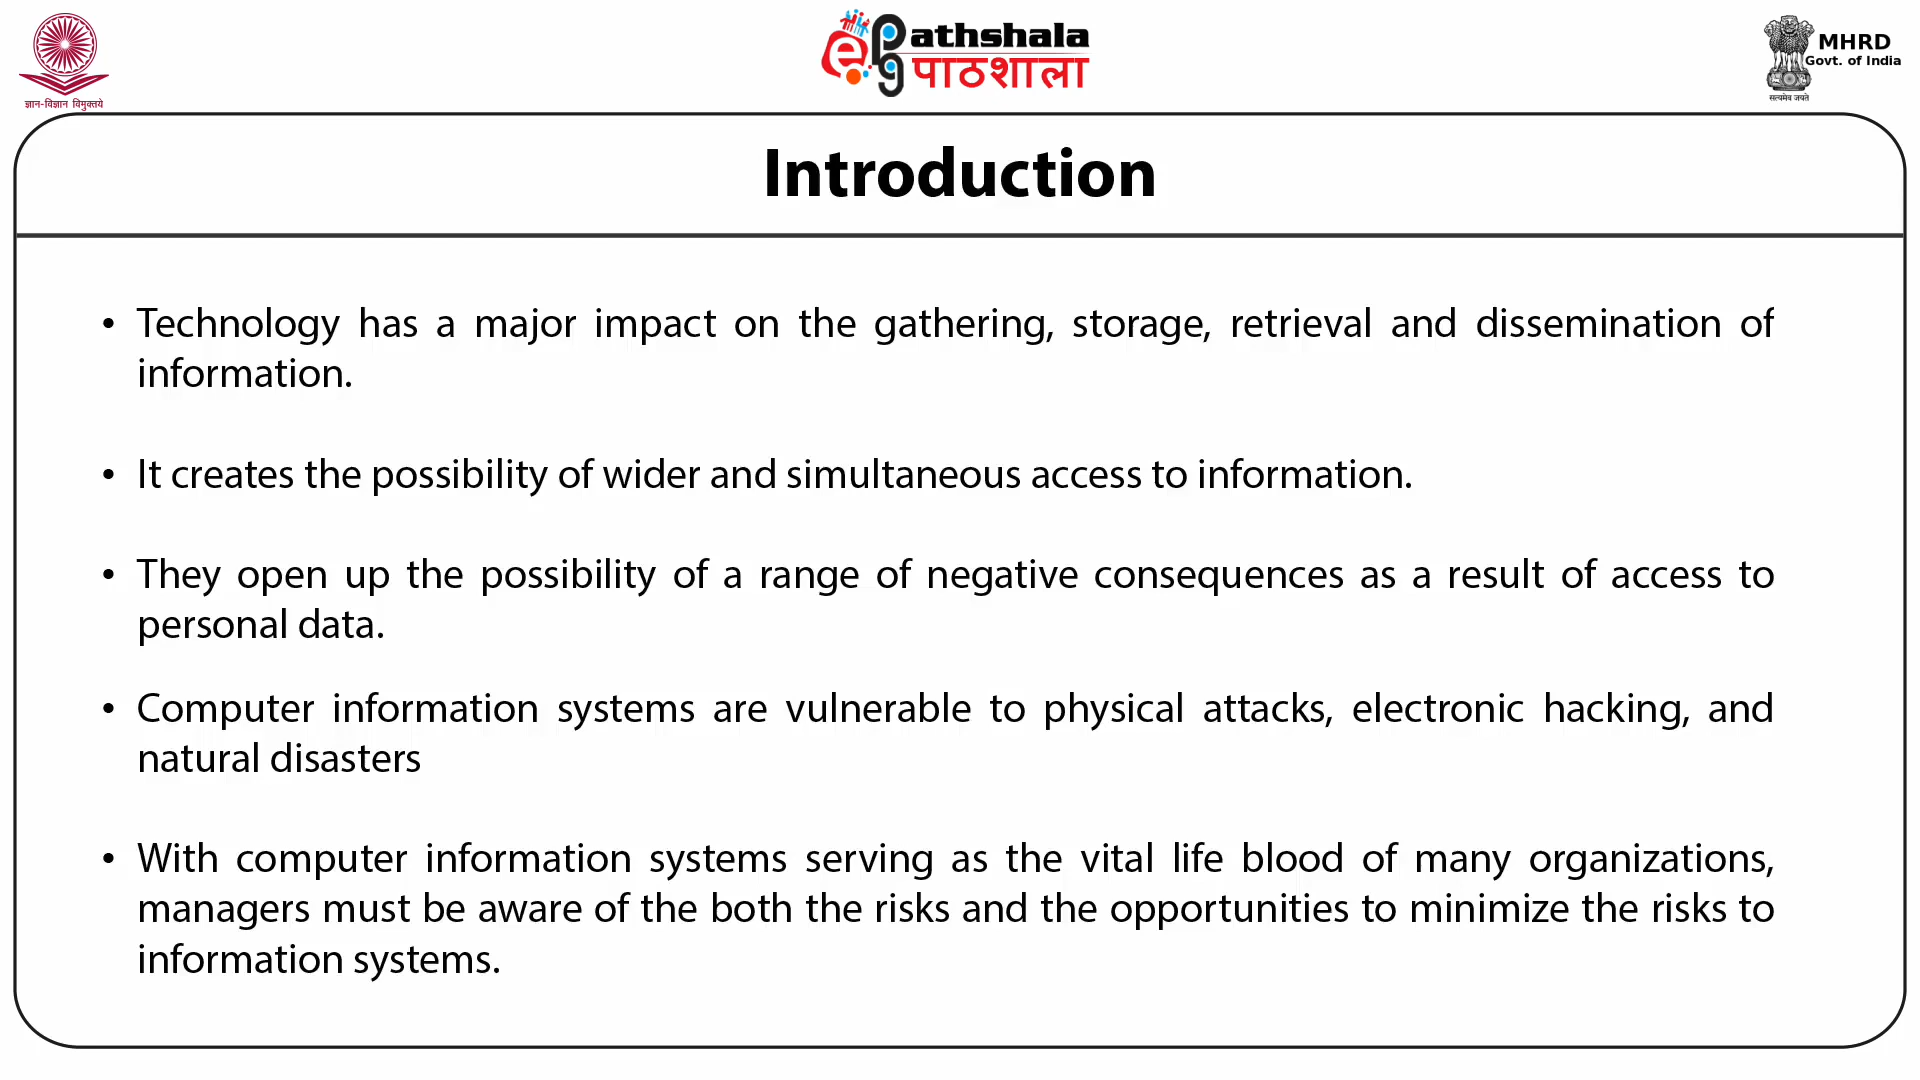 ज्ञान-विज्ञान विमुक्तये
ePg athshala
पाठशाला
MHRD
Govt. of India
सत्यमेव जयते
Introduction
• Technology has a major impact on the gathering, storage, retrieval and dissemination of
information.
• It creates the possibility of wider and simultaneous access to information.
• They open up the possibility of a range of negative consequences as a result of access to
personal data.
• Computer information systems are vulnerable to physical attacks, electronic hacking, and
natural disasters
• With computer information systems serving as the vital life blood of many organizations,
managers must be aware of the both the risks and the opportunities to minimize the risks to
information systems.